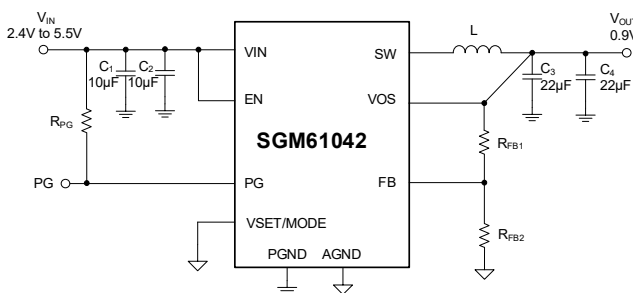 VIN
2.4V to 5.5V
C1
10μF
C2
10μF
RPG
PG
VIN
EN
PG
VSET/MODE
PGND
AGND
SGM61042
SW
VOS
FB
L
VOUT
0.9V
C3
22μF
C4
22μF
RFB1
RFB2